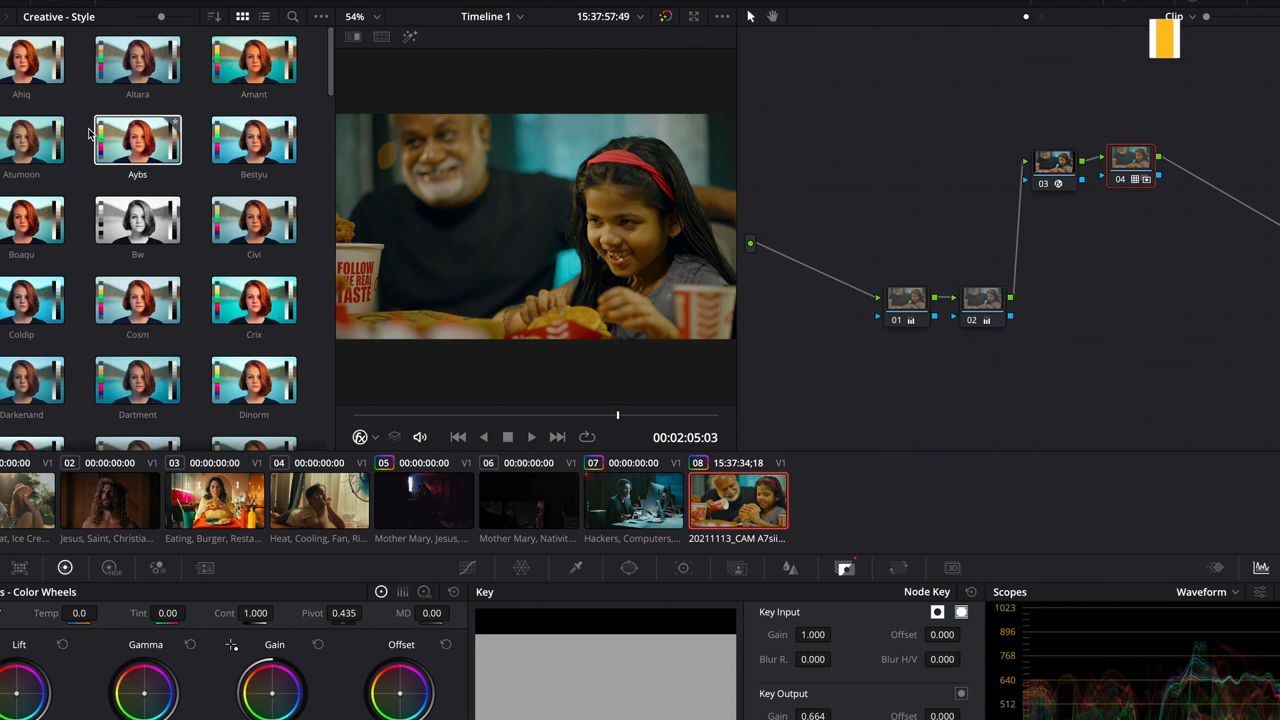 Creative - Style
54%
Timeline 1
15:37:57:49
Clip
Ahiq
Altara
Amant
Atumoon
Aybs
Bestyu
Boaqu
Bw
Civi
Coldip
Cosm
Crix
Darkenand
Dartment
Dinorm
FOLLOW
THE REAL
TASTE
03
04
01
02
00:02:05:03
0:00:00 V1
02 00:00:00:00 V1
03 00:00:00:00 V1
04 00:00:00:00 V1
05 00:00:00:00 V1
06 00:00:00:00 V1
07 00:00:00:00 V1
08 15:37:34;18 V1
at, Ice Cre...
Jesus, Saint, Christia...
Eating, Burger, Resta...
Heat, Cooling, Fan, Ri...
Mother Mary, Jesus, ...
Mother Mary, Nativit...
Hackers, Computers,...
20211113_CAM A7sii...
HDR
3D
s - Color Wheels
Temp 0.0
Tint 0.00
Cont 1.000
Pivot 0.435
MD 0.00
Lift
Gamma
Gain
Offset
Key
Node Key
Key Input
Gain 1.000
Offset 0.000
Blur R. 0.000
Blur H/V 0.000
Key Output
Gain 0.664
Offset 0.000
Scopes
Waveform
1023
896
768
640
512